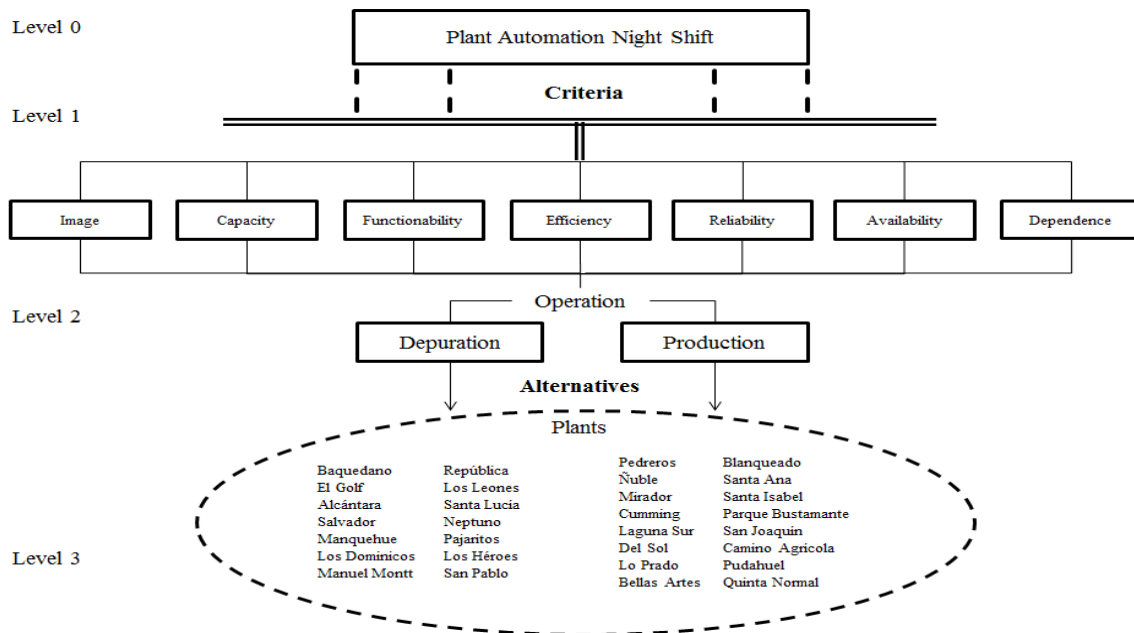 Level 0
Plant Automation Night Shift
Criteria
Level 1
Image
Capacity
Functionability
Efficiency
Reliability
Availability
Dependence
Operation
Level 2
Depuration
Production
Alternatives
Plants
Baquedano
El Golf
Alcántara
Salvador
Manquehue
Los Dominicos
Manuel Montt
República
Los Leones
Santa Lucia
Neptuno
Pajaritos
Los Héroes
San Pablo
Pedreros
Ñuble
Mirador
Cumming
Laguna Sur
Del Sol
Lo Prado
Bellas Artes
Blanqueado
Santa Ana
Santa Isabel
Parque Bustamante
San Joaquín
Camino Agrícola
Pudahuel
Quinta Normal
Level 3